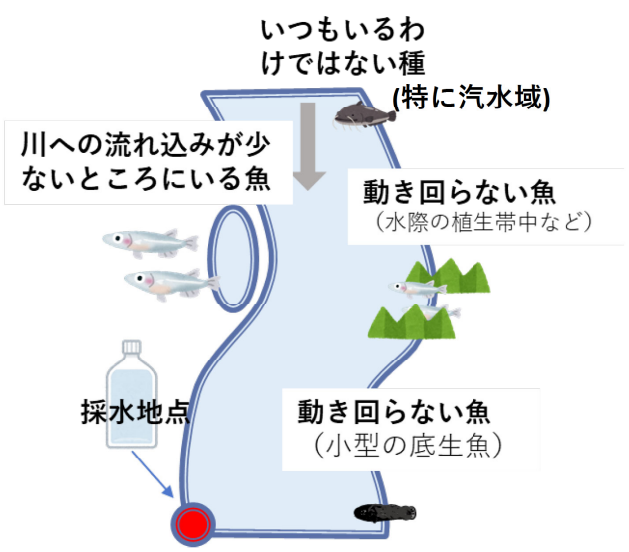 いつもいるわ
けではない種
(特に汽水域)
川への流れ込みが少
ないところにいる魚
動き回らない魚
（水際の植生帯中など）
採水地点
動き回らない魚
（小型の底生魚）